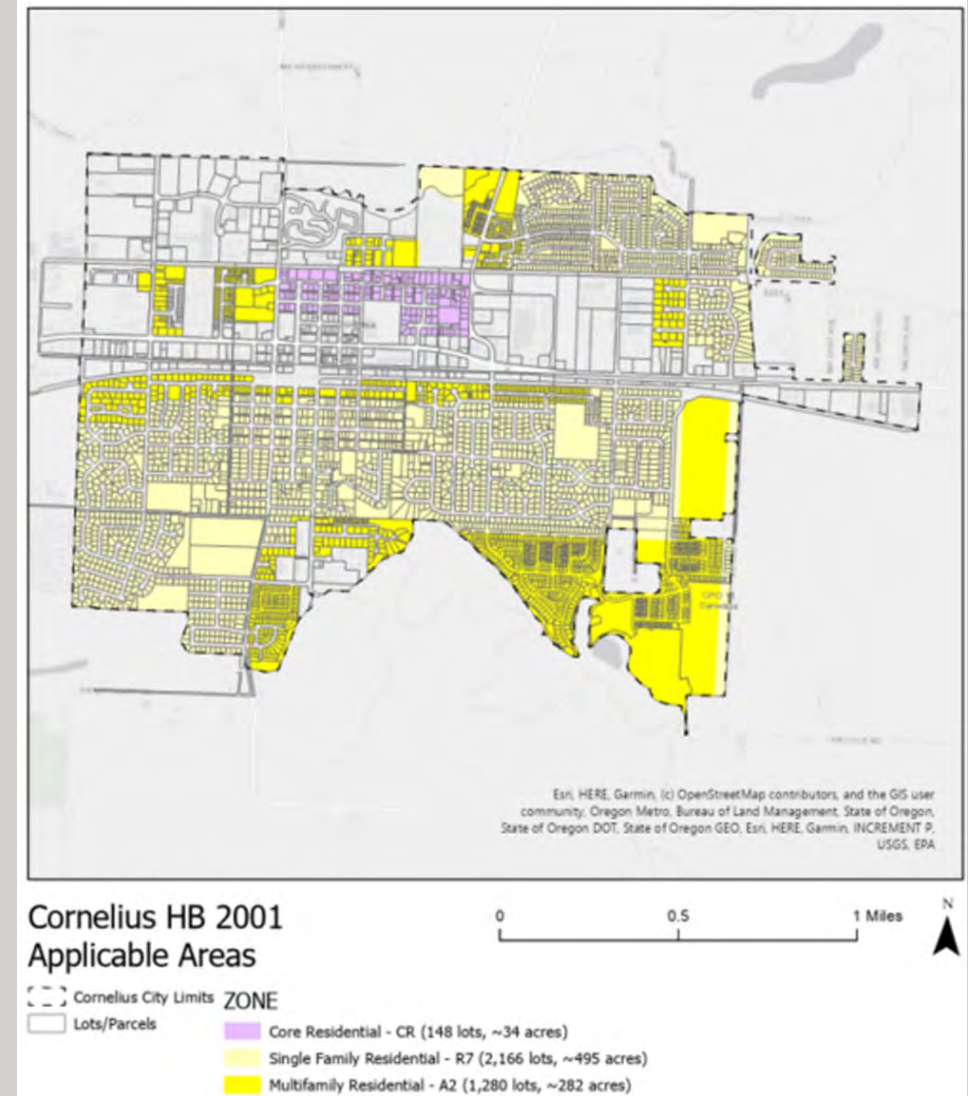 Esri, HERE, Garmin, (c) OpenStreetMap contributors, and the GIS user
community, Oregon Metro, Bureau of Land Management, State of Oregon,
State of Oregon DOT, State of Oregon GEO, Esri, HERE, Garmin, INCREMENT P,
USGS, EPA
Cornelius HB 2001
Applicable Areas
0 0.5 1 Miles
N
Cornelius City Limits
Lots/Parcels
ZONE
Core Residential - CR (148 lots, ~34 acres)
Single Family Residential - R7 (2,166 lots, ~495 acres)
Multifamily Residential - A2 (1,280 lots, ~282 acres)